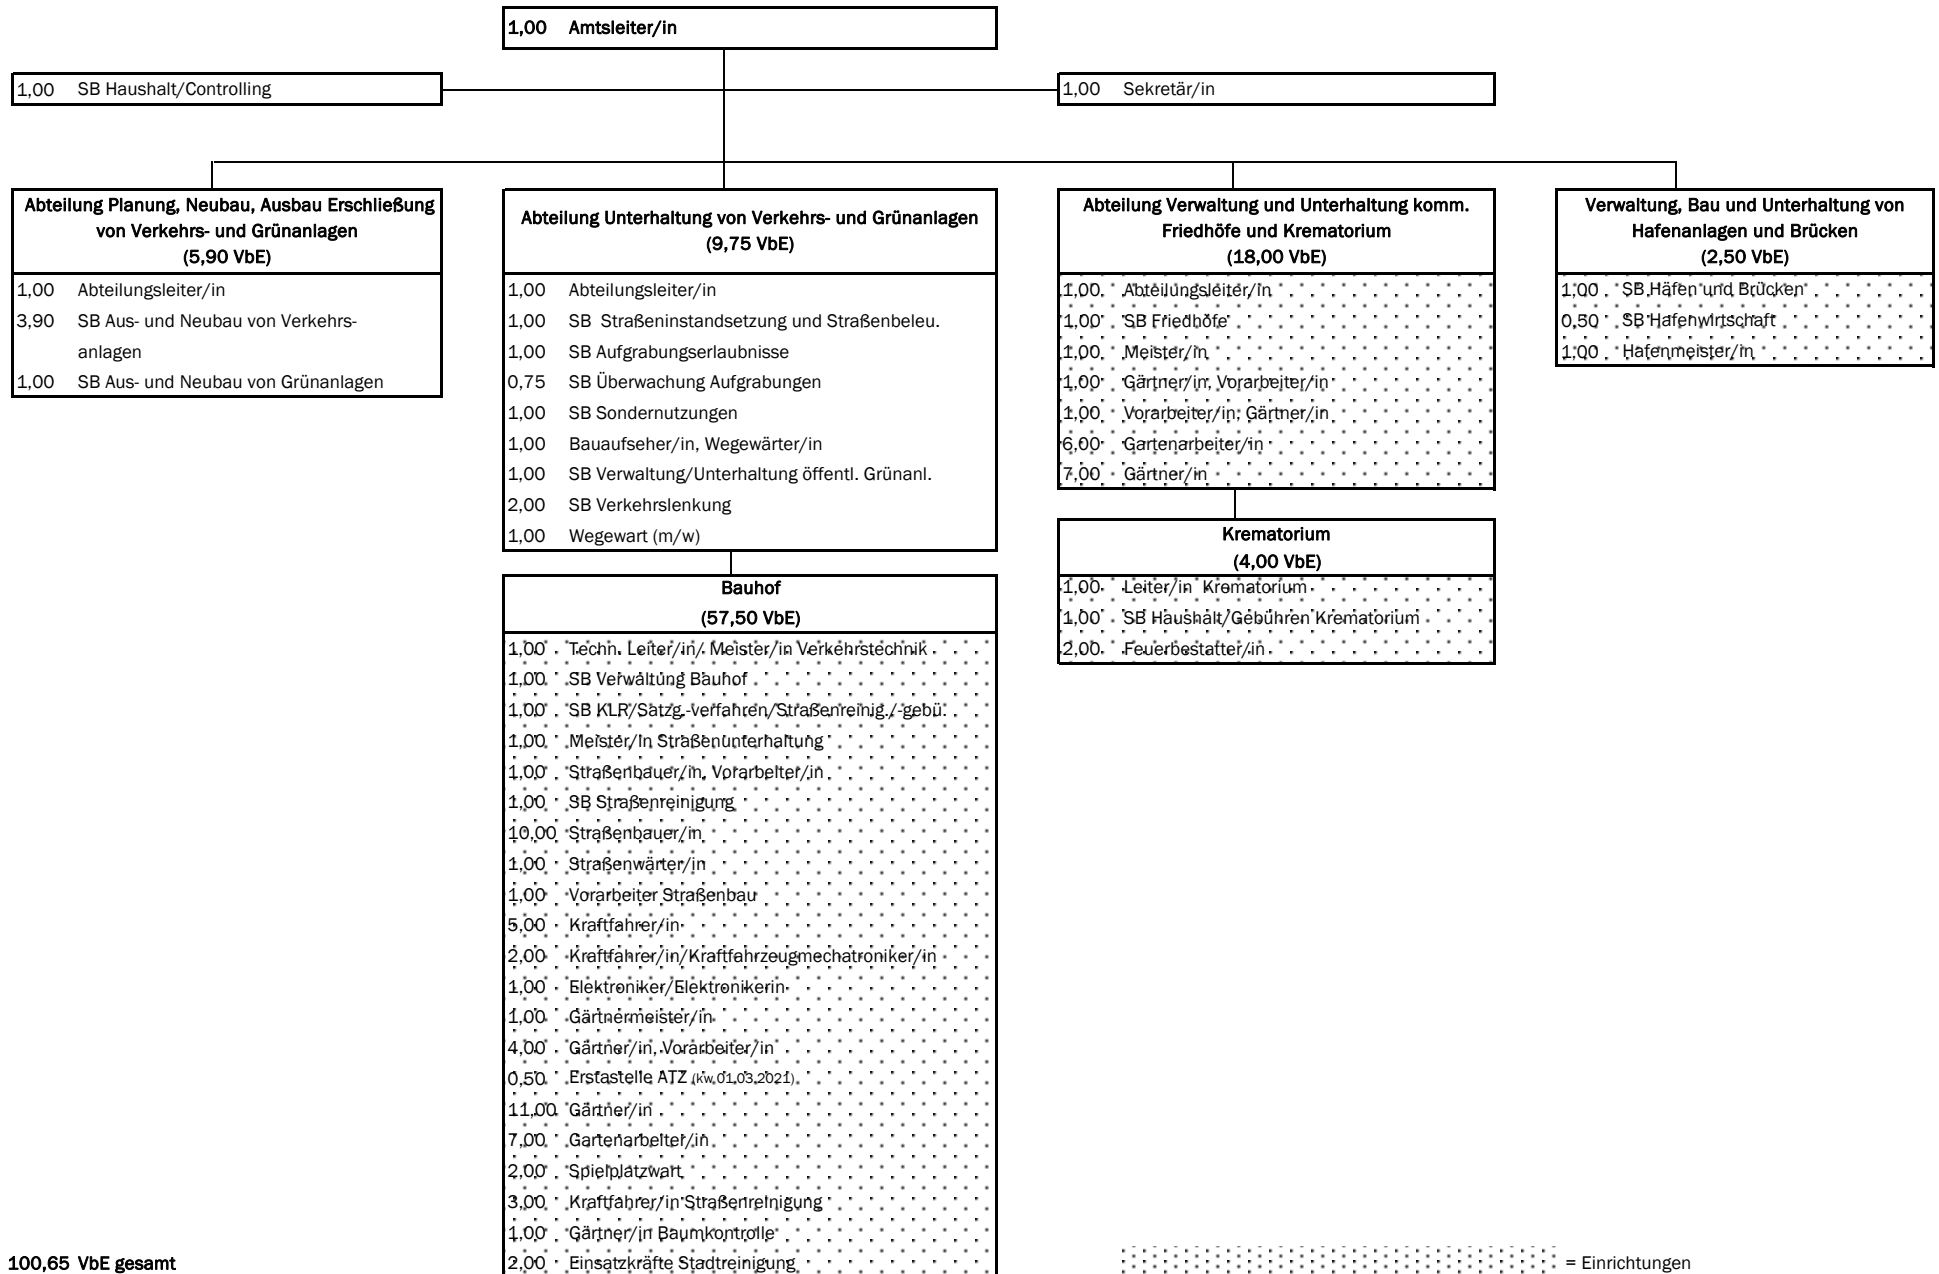 1,00 Amtsleiter/in
1,00 SB Haushalt/Controlling
1,00 Sekretär/in
Abteilung Planung, Neubau, Ausbau Erschließung
von Verkehrs- und Grünanlagen
(5,90 VbE)
1,00 Abteilungsleiter/in
3,90 SB Aus- und Neubau von Verkehrs-
anlagen
1,00 SB Aus- und Neubau von Grünanlagen
Abteilung Unterhaltung von Verkehrs- und Grünanlagen
(9,75 VbE)
1,00 Abteilungsleiter/in
1,00 SB Straßeninstandsetzung und Straßenbeleu.
1,00 SB Aufgrabungserlaubnisse
0,75 SB Überwachung Aufgrabungen
1,00 SB Sondernutzungen
1,00 Bauaufseher/in, Wegewärter/in
1,00 SB Verwaltung/Unterhaltung öffentl. Grünanl.
2,00 SB Verkehrslenkung
1,00 Wegewart (m/w)
Bauhof
(57,50 VbE)
1,00 Techn. Leiter/in/ Meister/in Verkehrstechnik
1,00 SB Verwaltung Bauhof
1,00 SB KLR/Satzg.-verfahren/Straßenreinig./-gebü.
1,00 Meister/in Straßenunterhaltung
1,00 Straßenbauer/in, Vorarbeiter/in
1,00 SB Straßenreinigung
10,00 Straßenbauer/in
1,00 Straßenwärter/in
1,00 Vorarbeiter Straßenbau
5,00 Kraftfahrer/in
2,00 Kraftfahrer/in/Kraftfahrzeugmechatroniker/in
1,00 Elektroniker/Elektronikerin
1,00 Gärtnermeister/in
4,00 Gärtner/in, Vorarbeiter/in
0,50 Ersfastelle ATZ (kw 01.03.2021)
11,00 Gärtner/in
7,00 Gartenarbeiter/in
2,00 Spielplatzwart
3,00 Kraftfahrer/in Straßenreinigung
1,00 Gärtner/in Baumkontrolle
2,00 Einsatzkräfte Stadtreinigung
Abteilung Verwaltung und Unterhaltung komm.
Friedhöfe und Krematorium
(18,00 VbE)
1,00 Abteilungsleiter/in
1,00 SB Friedhöfe
1,00 Meister/in
1,00 Gärtner/in, Vorarbeiter/in
1,00 Vorarbeiter/in, Gärtner/in
6,00 Gartenarbeiter/in
7,00 Gärtner/in
Krematorium
(4,00 VbE)
1,00 Leiter/in Krematorium
1,00 SB Haushalt/Gebühren Krematorium
2,00 Feuerbestatter/in
Verwaltung, Bau und Unterhaltung von
Hafenanlagen und Brücken
(2,50 VbE)
1,00 SB Häfen und Brücken
0,50 SB Hafenwirtschaft
1,00 Hafenmeister/in
100,65 VbE gesamt
= Einrichtungen